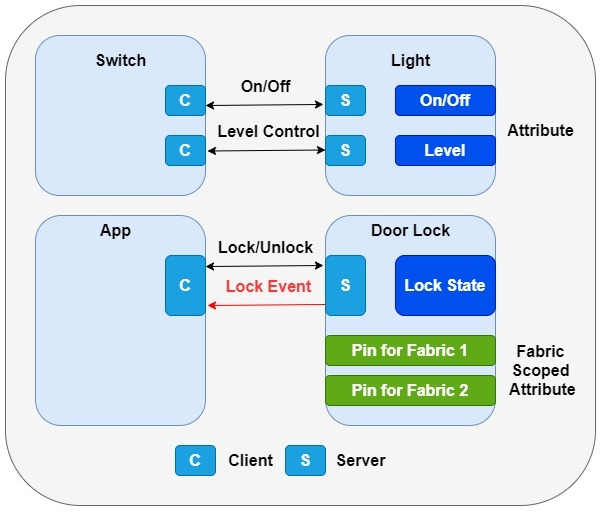 Switch
Light
C
On/Off
S
On/Off
C
Level Control
S
Level
Attribute
App
Door Lock
C
Lock/Unlock
Lock Event
S
Lock State
Pin for Fabric 1
Pin for Fabric 2
Fabric
Scoped
Attribute
C
Client
S
Server